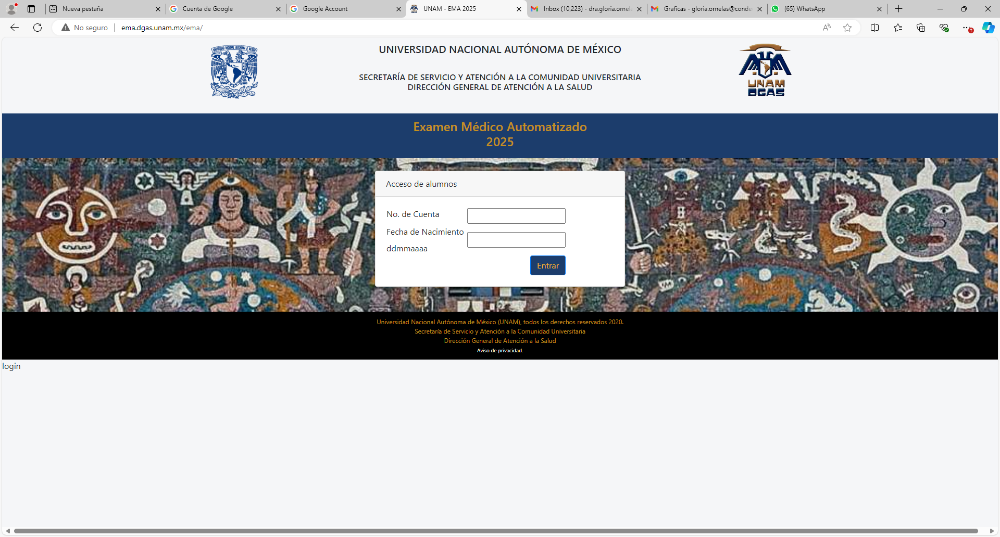 Nueva pestaña
Cuenta de Google
Google Account
UNAM - EMA 2025
Inbox (10,223) - dra.gloria.ornela
Graficas - gloria.ornelas@conde
(65) WhatsApp
No seguro
ema.dgas.unam.mx/ema/
UNIVERSIDAD NACIONAL AUTÓNOMA DE MÉXICO
SECRETARÍA DE SERVICIO Y ATENCIÓN A LA COMUNIDAD UNIVERSITARIA
DIRECCIÓN GENERAL DE ATENCIÓN A LA SALUD
UNAM
DGAS
Examen Médico Automatizado
2025
Acceso de alumnos
No. de Cuenta
Fecha de Nacimiento
ddmmaaaa
Entrar
Universidad Nacional Autónoma de México (UNAM), todos los derechos reservados 2020.
Secretaría de Servicio y Atención a la Comunidad Universitaria
Dirección General de Atención a la Salud
Aviso de privacidad.
login